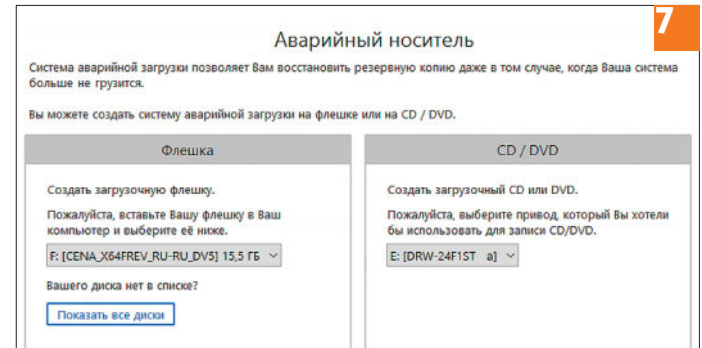 7
Аварийный носитель
Система аварийной загрузки позволяет Вам восстановить резервную копию даже в том случае, когда Ваша система
больше не грузится.
Вы можете создать систему аварийной загрузки на флешке или на CD / DVD.
Флешка
Создать загрузочную флешку.
Пожалуйста, вставьте Вашу флешку в Ваш
компьютер и выберите её ниже.
F: [CENA_X64FREV_RU-RU_DV5] 15,5 ГБ
Вашего диска нет в списке?
Показать все диски
CD / DVD
Создать загрузочный CD или DVD.
Пожалуйста, выберите привод, который Вы хотели
бы использовать для записи CD/DVD.
E: [DRW-24F1ST a]